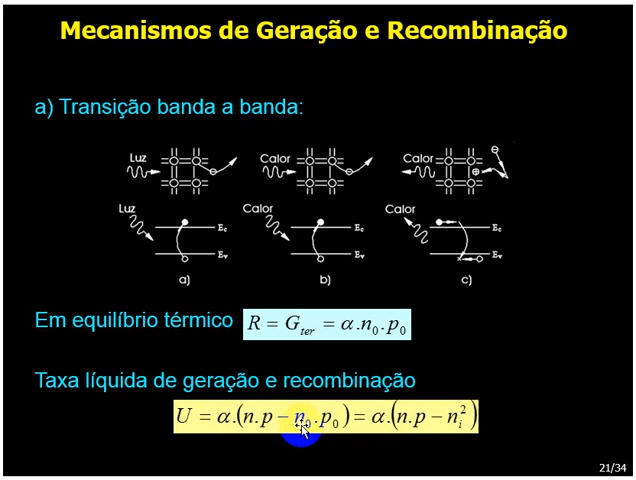 Mecanismos de Geração e Recombinação
a) Transição banda a banda:
Luz Calor Calor
Luz Calor Calor
Ec Ec Ec
Ev Ev Ev
a) b) c)
Em equilíbrio térmico R = G_ter = α.n₀.p₀
Taxa líquida de geração e recombinação
U = α.(n.p − n₀.p₀) = α.(n.p − nᵢ²)
21/34